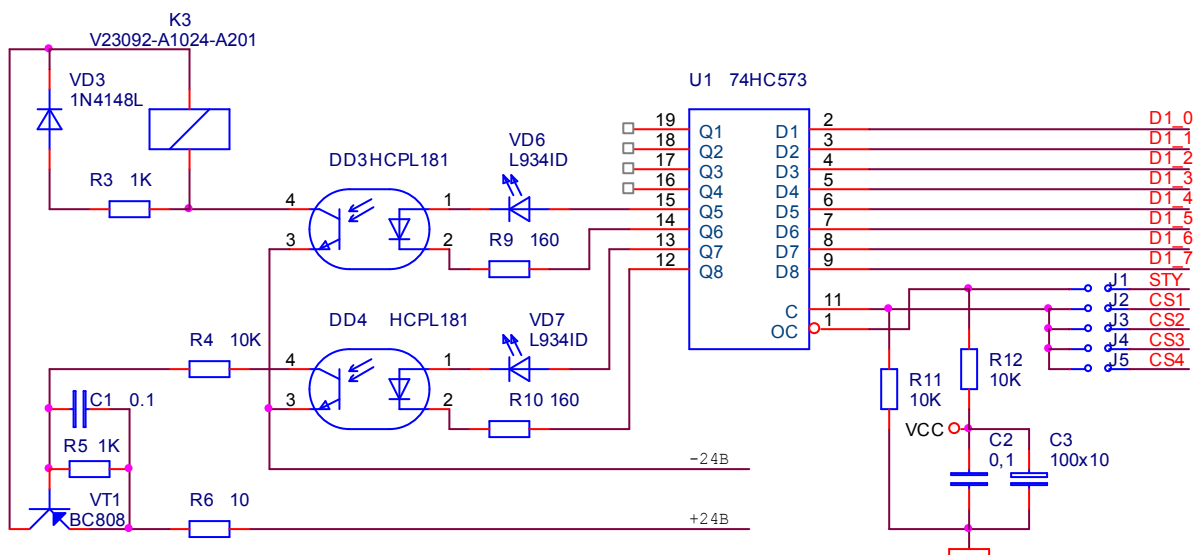 K3
V23092-A1024-A201
VD3
1N4148L
R3 1K
DD3 HCPL181
VD6
L934ID
4
3
1
2
R9 160
U1 74HC573
19 Q1 D1 2 D1_0
18 Q2 D2 3 D1_1
17 Q3 D3 4 D1_2
16 Q4 D4 5 D1_3
15 Q5 D5 6 D1_4
14 Q6 D6 7 D1_5
13 Q7 D7 8 D1_6
12 Q8 D8 9 D1_7
C 11
OC 1
J1 STY
J2 CS1
J3 CS2
J4 CS3
J5 CS4
R4 10K
DD4 HCPL181
VD7
L934ID
4
3
1
2
R10 160
R11
10K
R12
10K
VCC
C2
0,1
C3
100x10
C1 0.1
R5 1K
VT1
BC808
R6 10
-24В
+24В